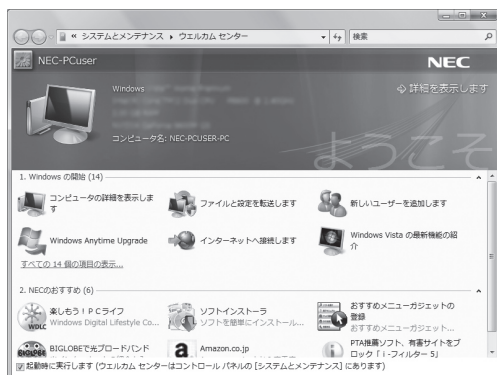 « システムとメンテナンス ▸ ウェルカム センター
検索
NEC-PCuser
NEC
Windows
詳細を表示します
コンピュータ名: NEC-PCUSER-PC
ようこそ
1. Windows の開始 (14)
コンピュータの詳細を表示しま
す
ファイルと設定を転送します
新しいユーザーを追加します
Windows Anytime Upgrade
インターネットへ接続します
Windows Vista の最新機能の紹
介
すべての 14 個の項目の表示...
2. NECのおすすめ (6)
楽しもう！ＰＣライフ
Windows Digital Lifestyle Co...
WDLC
ソフトインストーラ
ソフトを簡単にインストール...
おすすめメニューガジェットの
登録
おすすめメニューガジェット...
BIGLOBE
BIGLOBEで光ブロードバンド
Amazon.co.jp
PTA推薦ソフト、有害サイトをブ
ロック「ｉ-フィルター 5」
起動時に実行します (ウェルカム センターはコントロール パネルの [システムとメンテナンス] にあります)